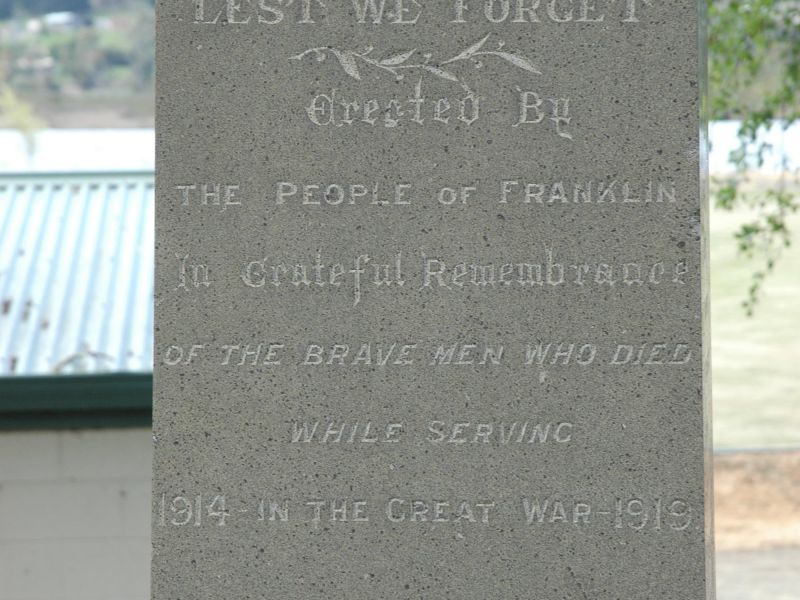 LEST WE FORGET
Erected By
THE PEOPLE OF FRANKLIN
In Grateful Remembrance
OF THE BRAVE MEN WHO DIED
WHILE SERVING
1914 - IN THE GREAT WAR - 1919